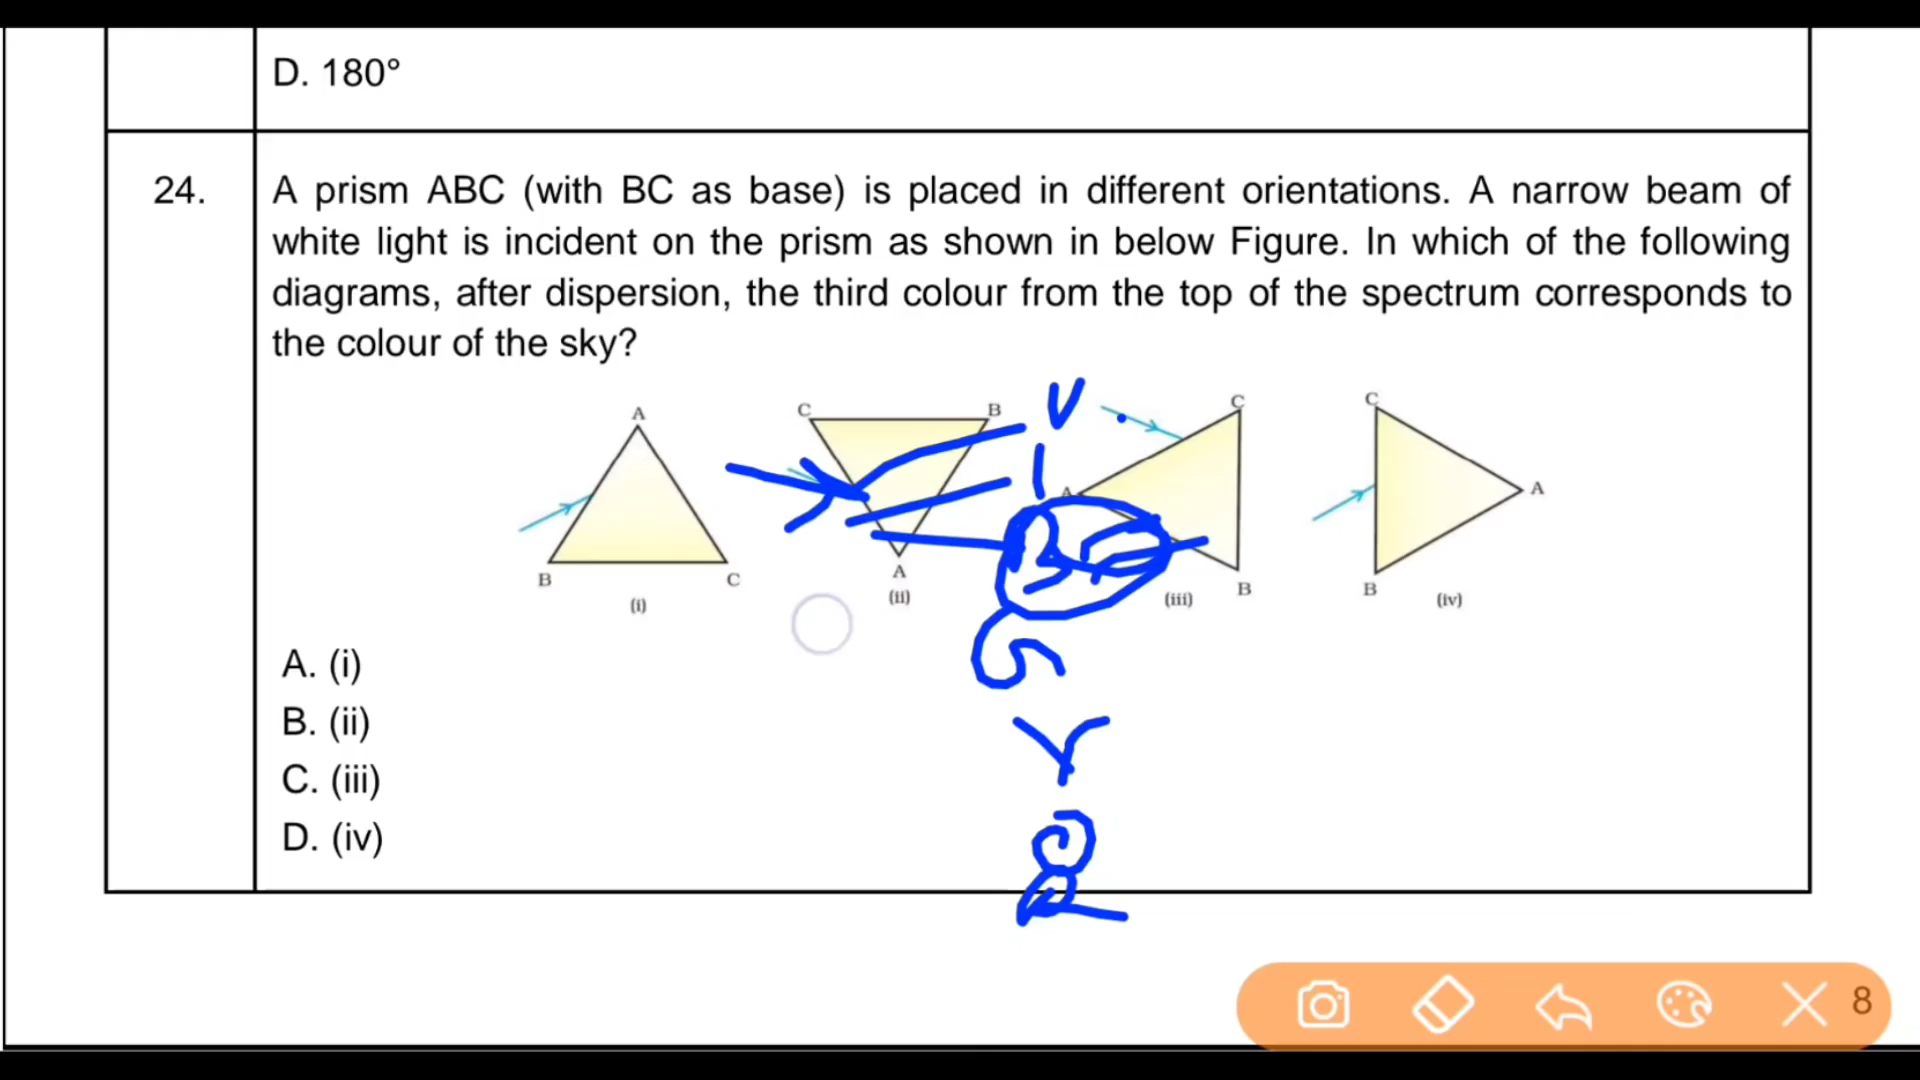 D. 180°
24.
A prism ABC (with BC as base) is placed in different orientations. A narrow beam of
white light is incident on the prism as shown in below Figure. In which of the following
diagrams, after dispersion, the third colour from the top of the spectrum corresponds to
the colour of the sky?
A
B
C
(i)
C
B
A
(ii)
C
A
B
(iii)
C
A
B
(iv)
V
I
B
G
Y
O
R
A. (i)
B. (ii)
C. (iii)
D. (iv)
8